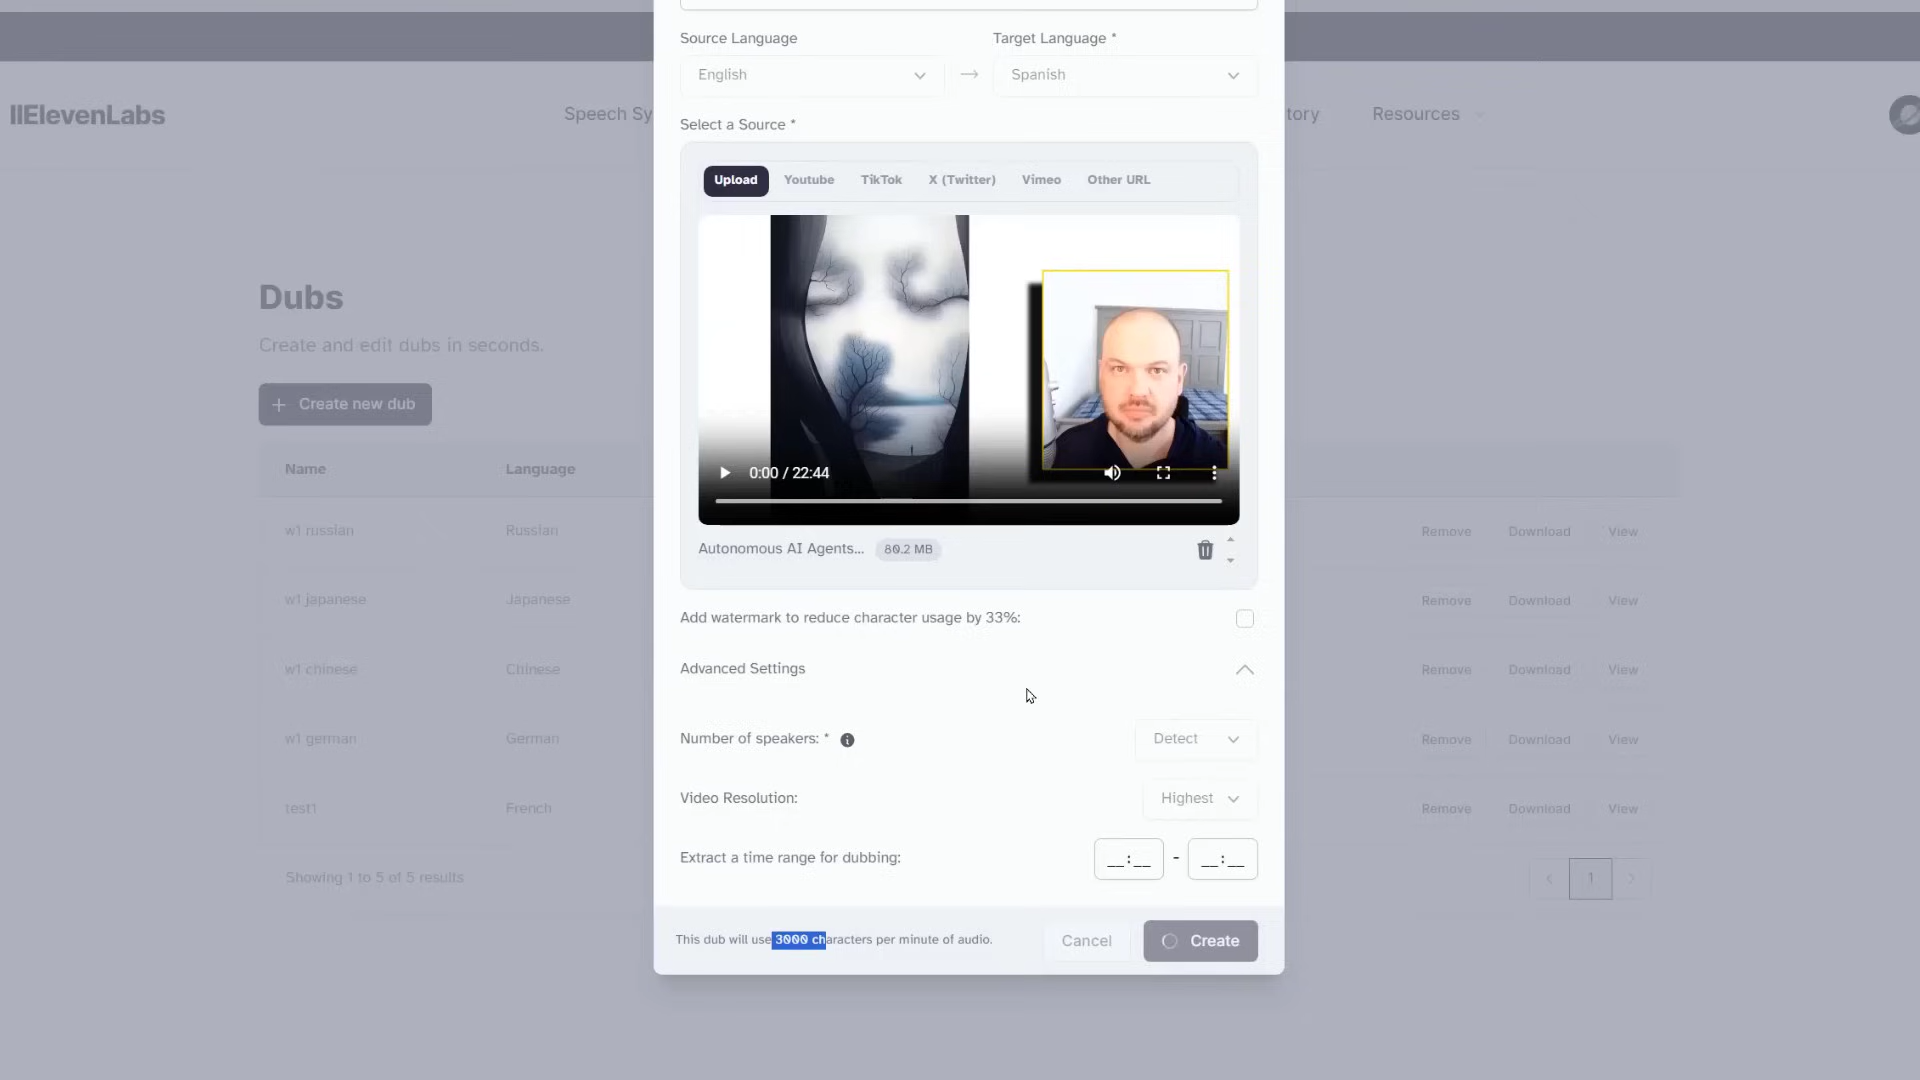 Source Language
Target Language *
English
Spanish
IIElevenLabs
Speech Sy
tory
Resources
Select a Source *
Upload
Youtube
TikTok
X (Twitter)
Vimeo
Other URL
Dubs
Create and edit dubs in seconds.
+ Create new dub
0:00 / 22:44
Name
Language
w1 russian
Russian
Remove
Download
View
Autonomous AI Agents...
80.2 MB
w1 japanese
Japanese
Remove
Download
View
Add watermark to reduce character usage by 33%:
w1 chinese
Chinese
Remove
Download
View
Advanced Settings
w1 german
German
Remove
Download
View
Number of speakers: *
Detect
Video Resolution:
Highest
test1
French
Remove
Download
View
Extract a time range for dubbing:
__:__ - __:__
Showing 1 to 5 of 5 results
1
This dub will use 3000 characters per minute of audio.
Cancel
Create